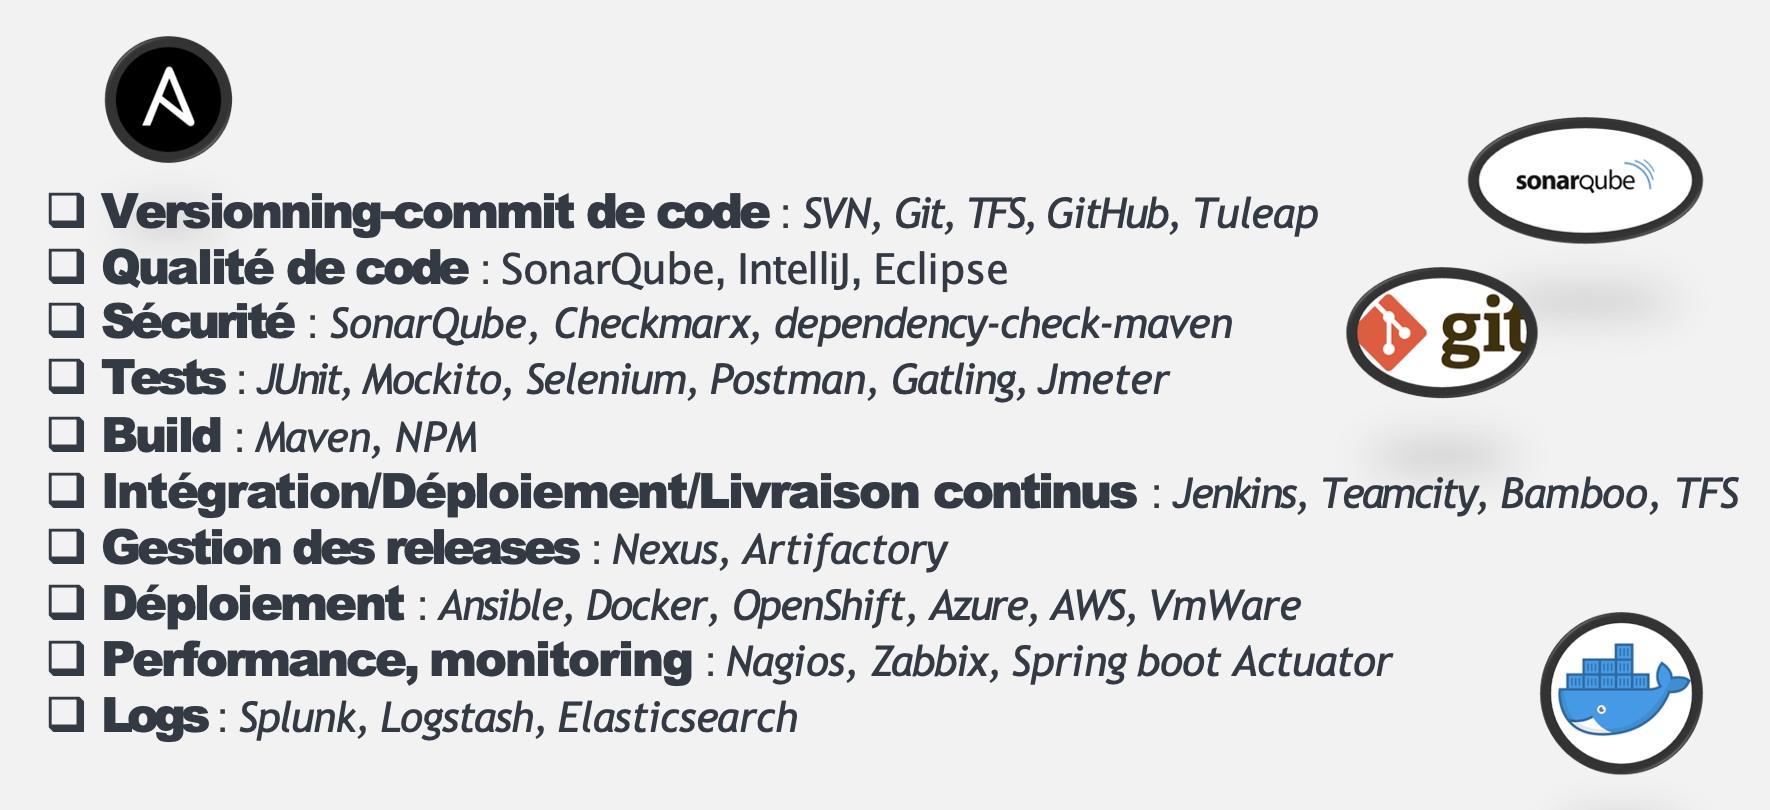 sonarqube
❑ Versionning-commit de code : SVN, Git, TFS, GitHub, Tuleap
❑ Qualité de code : SonarQube, IntelliJ, Eclipse
❑ Sécurité : SonarQube, Checkmarx, dependency-check-maven
git
❑ Tests : JUnit, Mockito, Selenium, Postman, Gatling, Jmeter
❑ Build : Maven, NPM
❑ Intégration/Déploiement/Livraison continus : Jenkins, Teamcity, Bamboo, TFS
❑ Gestion des releases : Nexus, Artifactory
❑ Déploiement : Ansible, Docker, OpenShift, Azure, AWS, VmWare
❑ Performance, monitoring : Nagios, Zabbix, Spring boot Actuator
❑ Logs : Splunk, Logstash, Elasticsearch